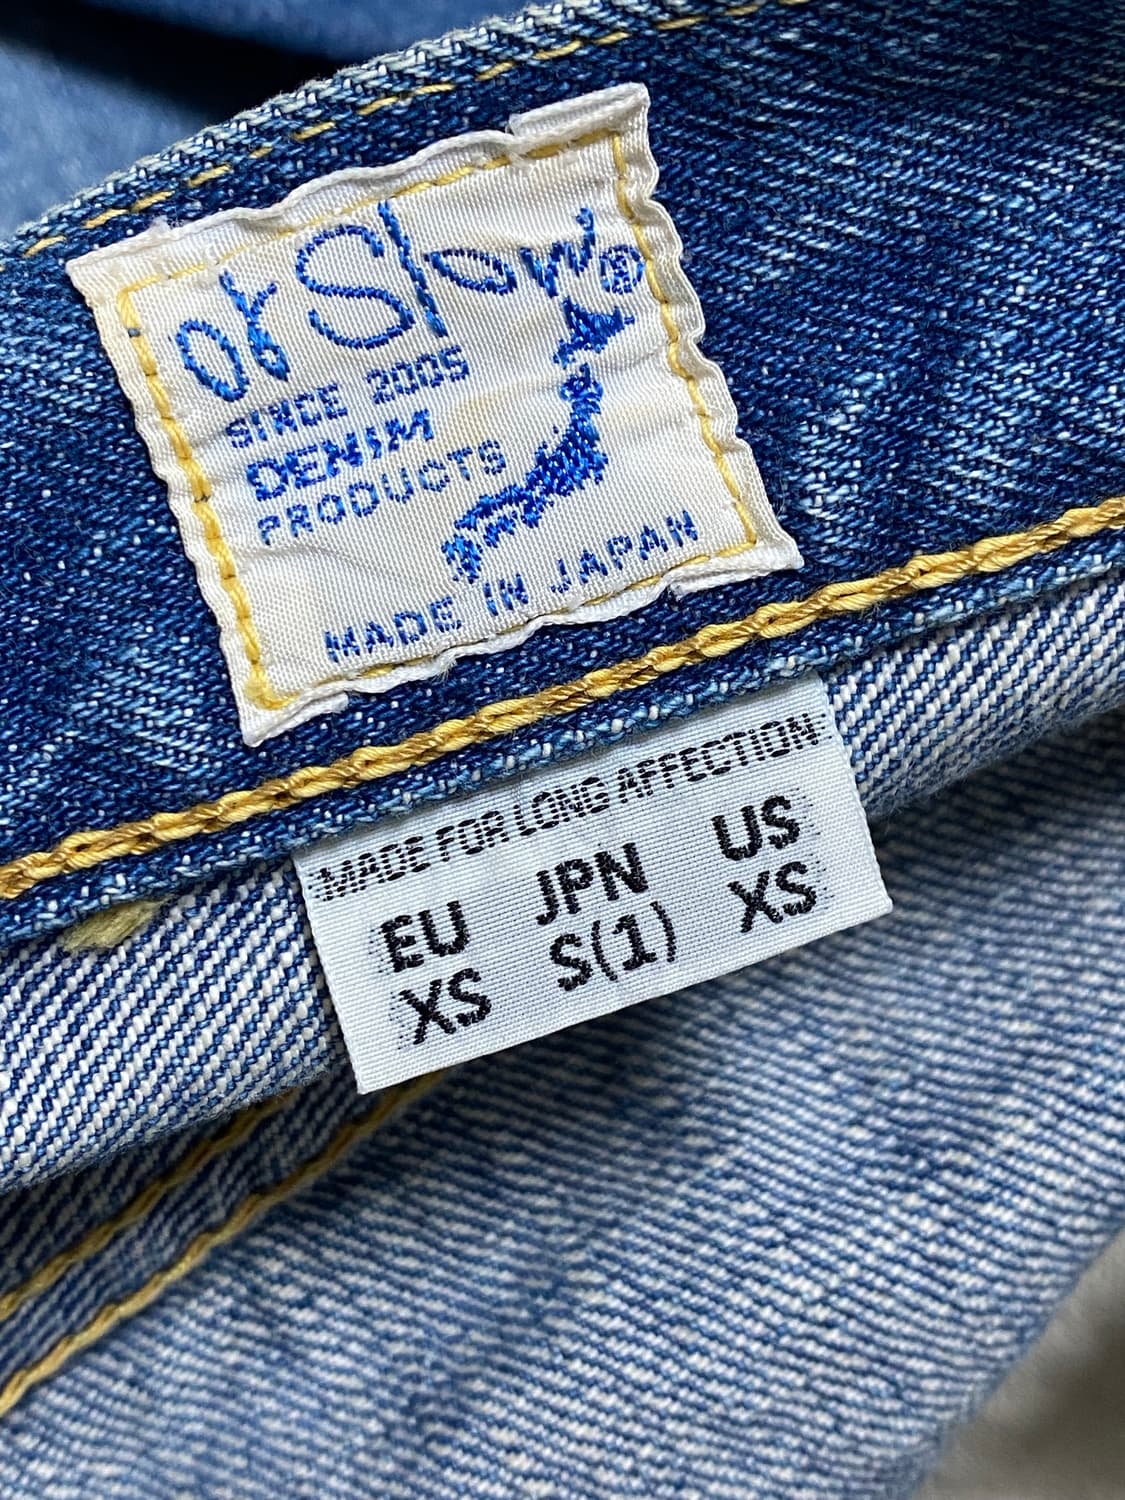 orSlow®
SINCE 2005
DENIM
PRODUCTS
MADE IN JAPAN
MADE FOR LONG AFFECTION
EU JPN US
XS S(1) XS